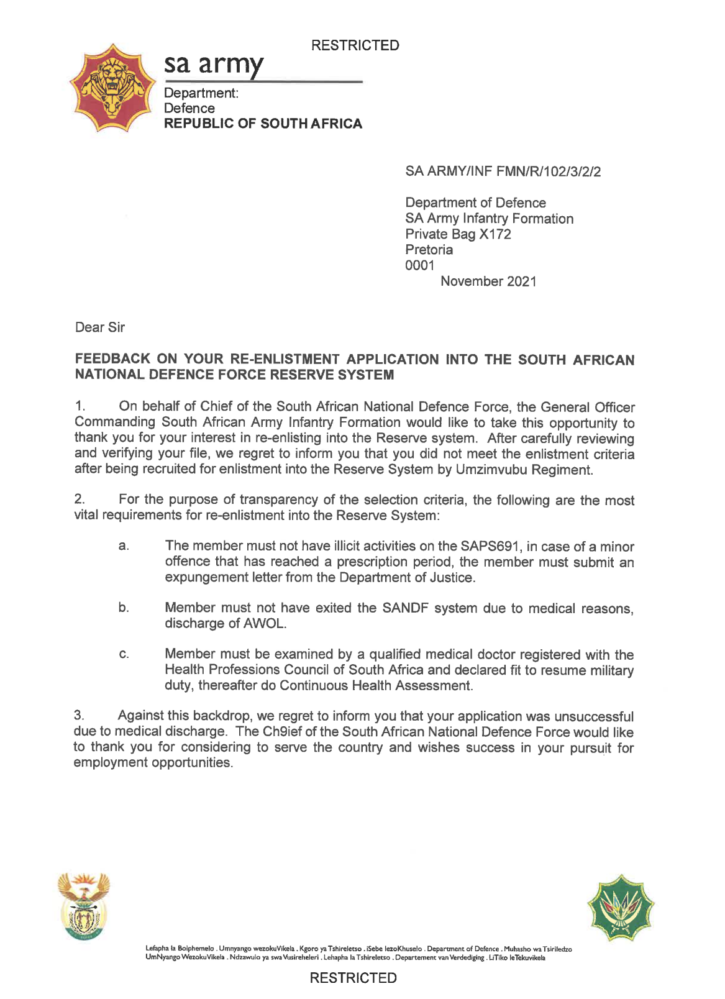 RESTRICTED
sa army
Department:
Defence
REPUBLIC OF SOUTH AFRICA
SA ARMY/INF FMN/R/102/3/2/2
Department of Defence
SA Army Infantry Formation
Private Bag X172
Pretoria
0001
November 2021
Dear Sir
FEEDBACK ON YOUR RE-ENLISTMENT APPLICATION INTO THE SOUTH AFRICAN
NATIONAL DEFENCE FORCE RESERVE SYSTEM
1. On behalf of Chief of the South African National Defence Force, the General Officer
Commanding South African Army Infantry Formation would like to take this opportunity to
thank you for your interest in re-enlisting into the Reserve system. After carefully reviewing
and verifying your file, we regret to inform you that you did not meet the enlistment criteria
after being recruited for enlistment into the Reserve System by Umzimvubu Regiment.
2. For the purpose of transparency of the selection criteria, the following are the most
vital requirements for re-enlistment into the Reserve System:
a. The member must not have illicit activities on the SAPS691, in case of a minor
offence that has reached a prescription period, the member must submit an
expungement letter from the Department of Justice.
b. Member must not have exited the SANDF system due to medical reasons,
discharge of AWOL.
c. Member must be examined by a qualified medical doctor registered with the
Health Professions Council of South Africa and declared fit to resume military
duty, thereafter do Continuous Health Assessment.
3. Against this backdrop, we regret to inform you that your application was unsuccessful
due to medical discharge. The Ch9ief of the South African National Defence Force would like
to thank you for considering to serve the country and wishes success in your pursuit for
employment opportunities.
Lefapha la Boiphemelo . Umnyango wezokuVikela . Kgoro ya Tshireletso . iSebe lezoKhuselo . Department of Defence . Muhasho wa Tsiriledzo
UmNyango WezokuVikela . Ndzawulo ya swa Vusireheleri . Lehapha la Tshireletso . Departement van Verdediging . LiTiko leTekuvikela
RESTRICTED